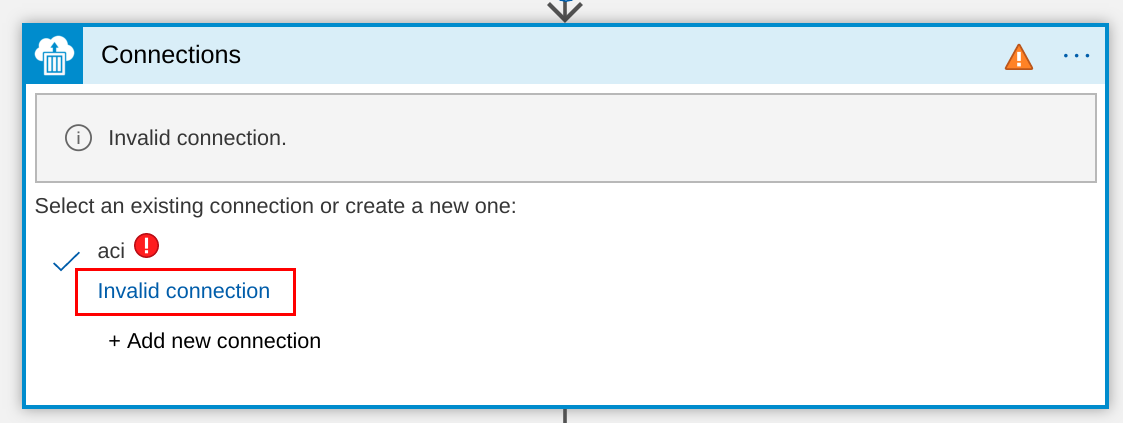 Connections
Invalid connection.
Select an existing connection or create a new one:
aci
Invalid connection
+ Add new connection